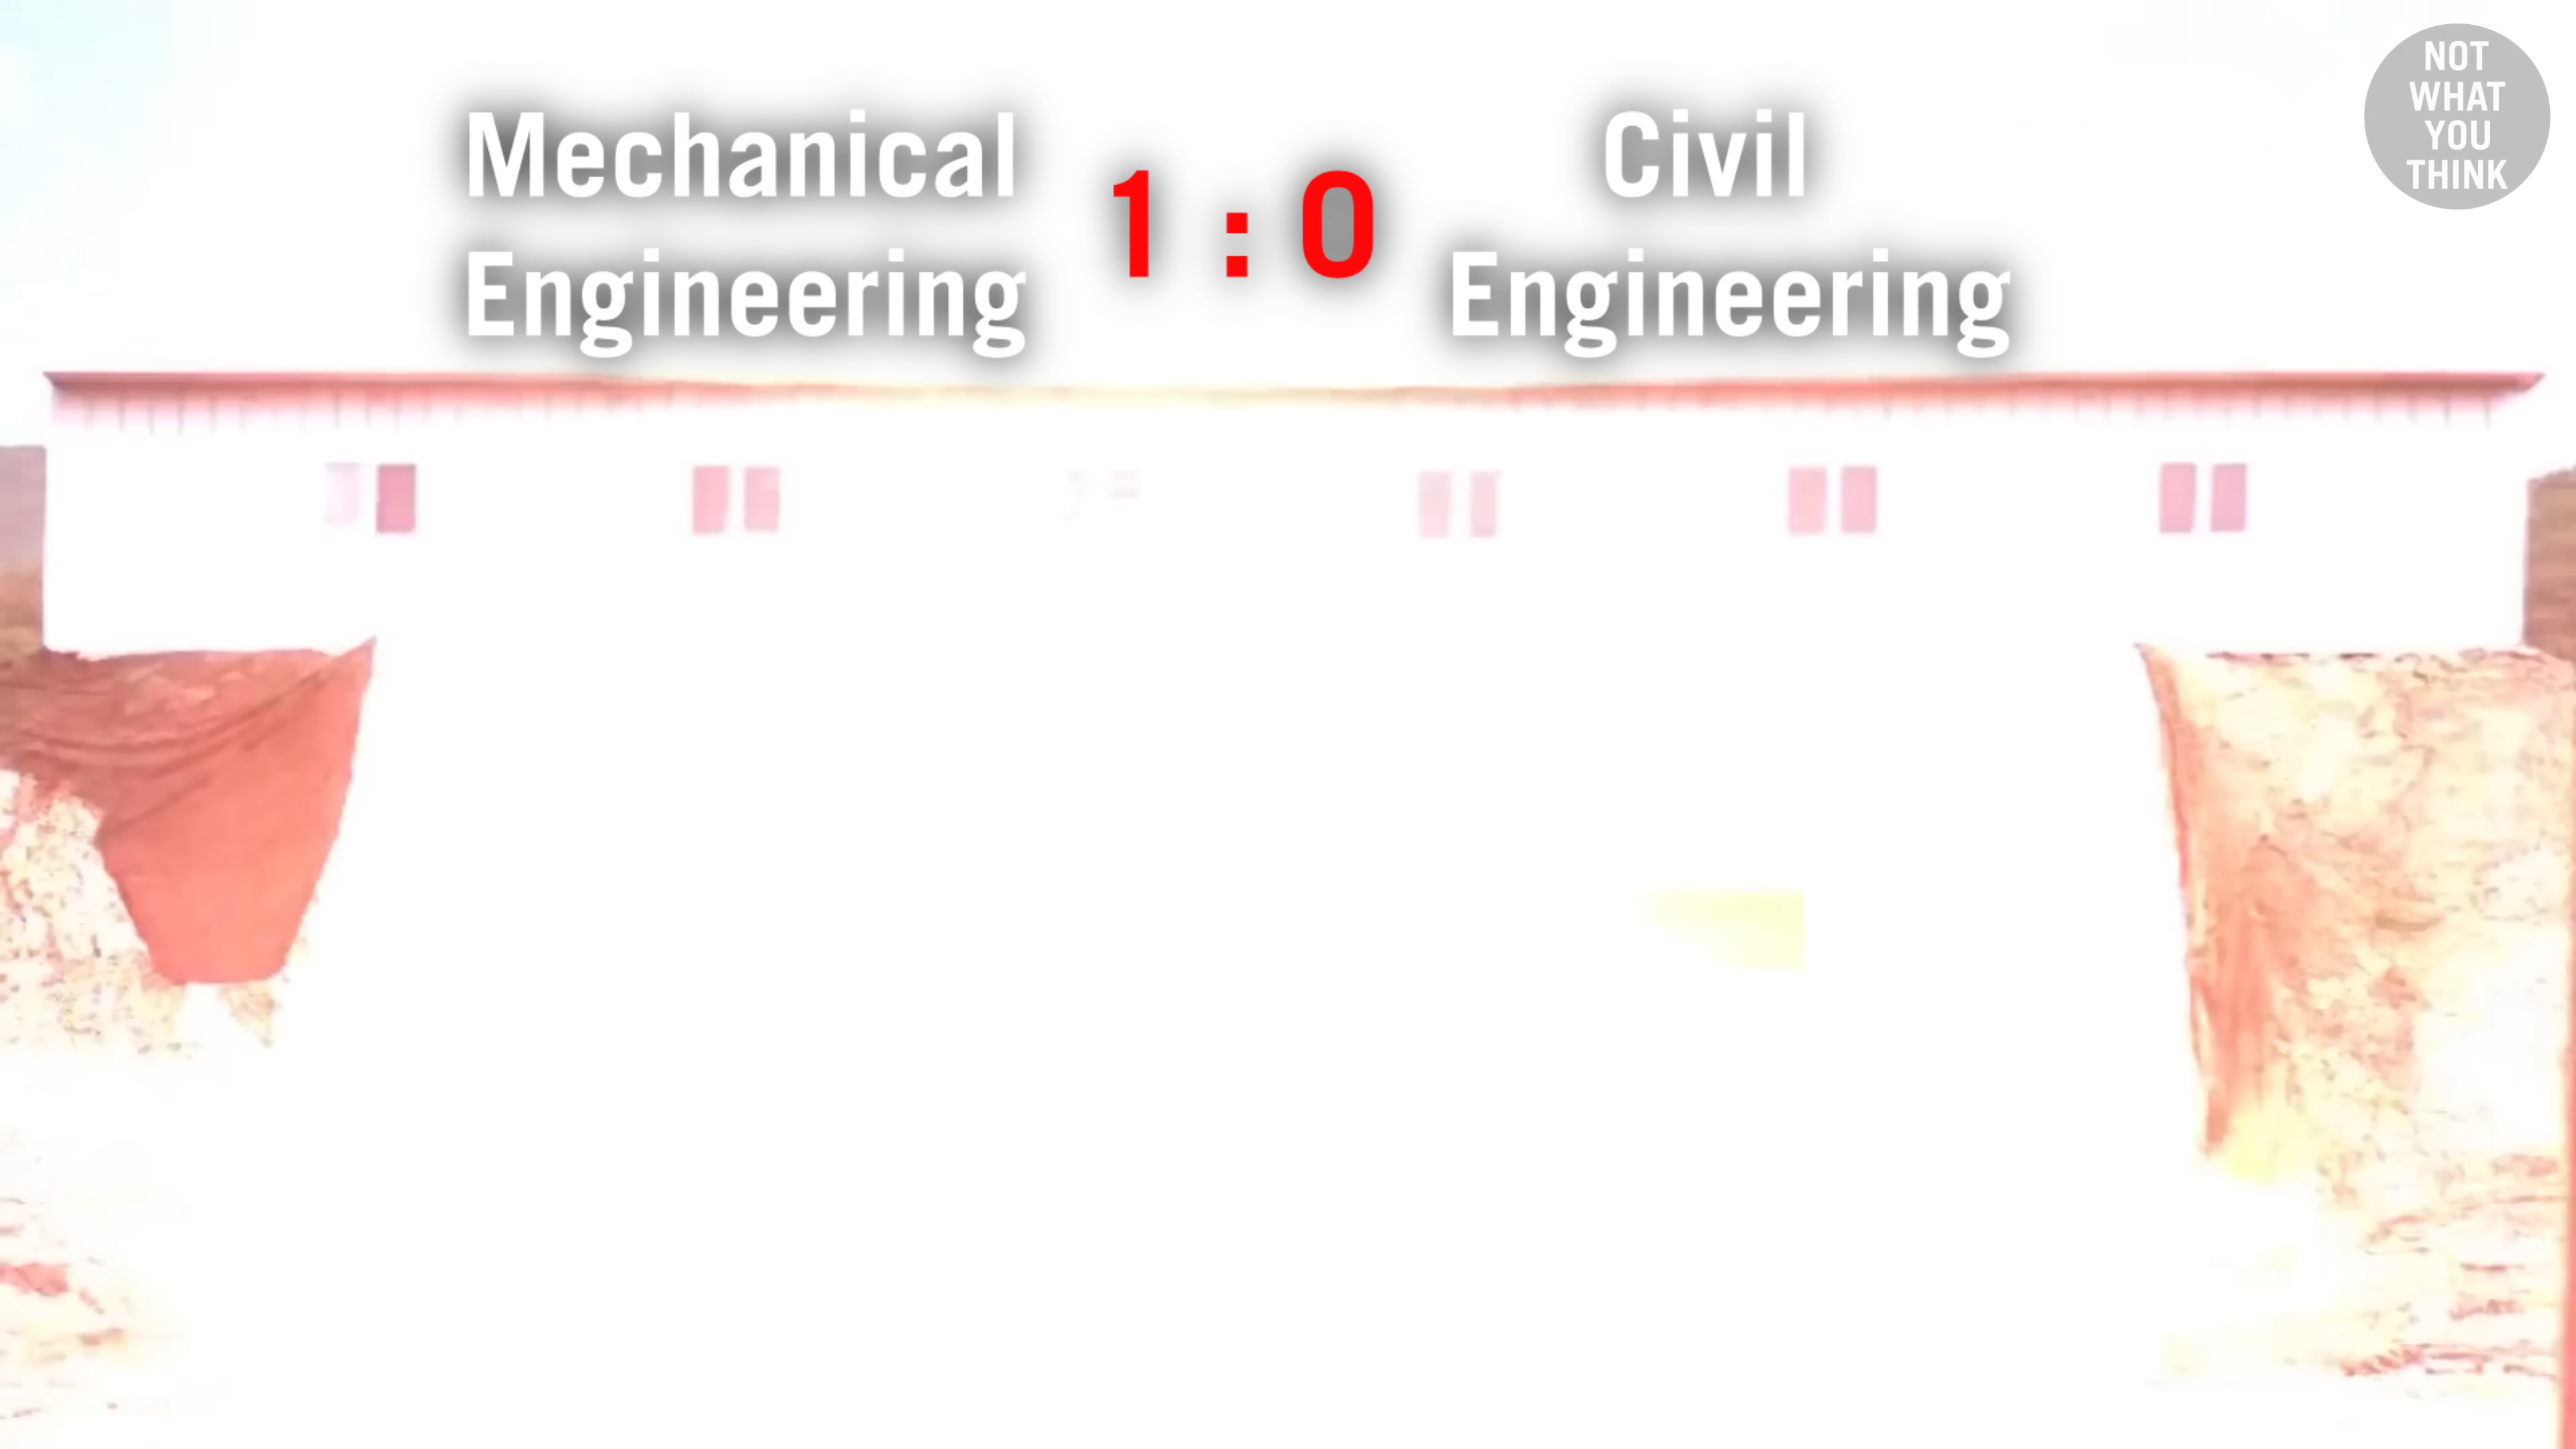 Mechanical
Engineering
1 : 0
Civil
Engineering
NOT
WHAT
YOU
THINK